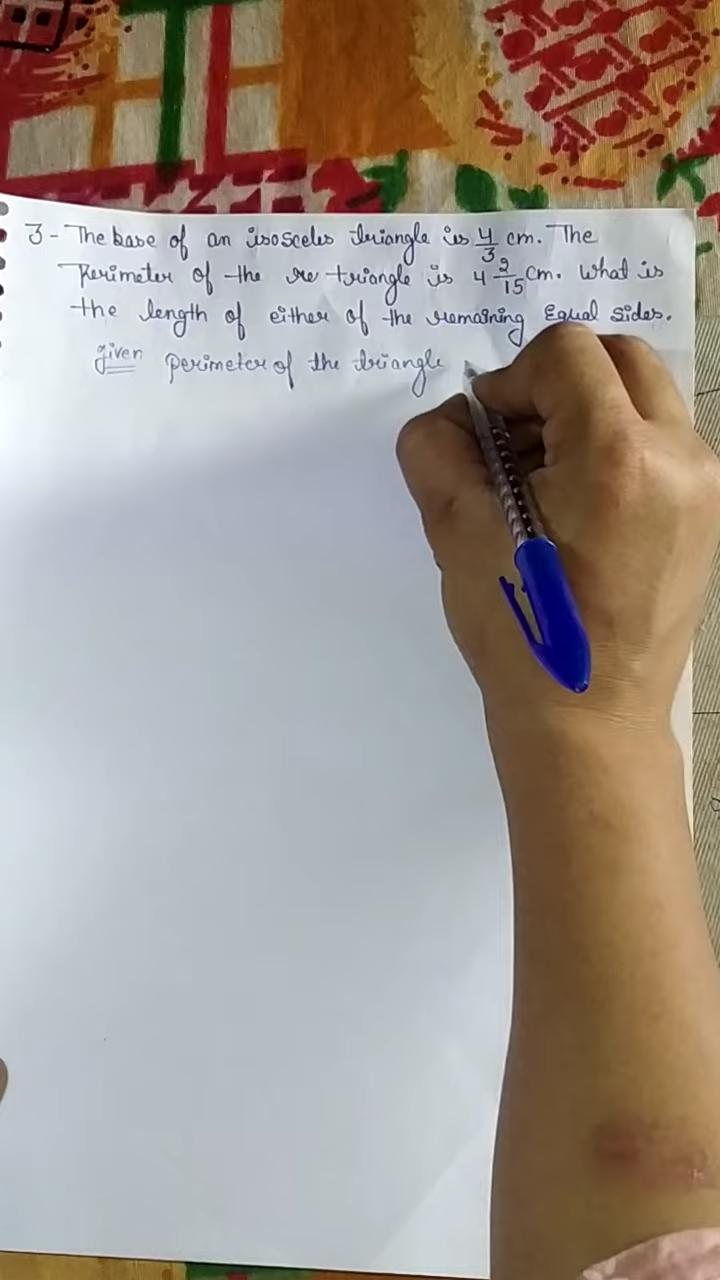 3- The base of an isosceles triangle is 4/3 cm. The
Perimeter of the re triangle is 4 2/15 cm. What is
the length of either of the remaining Equal sides.
given perimeter of the triangle